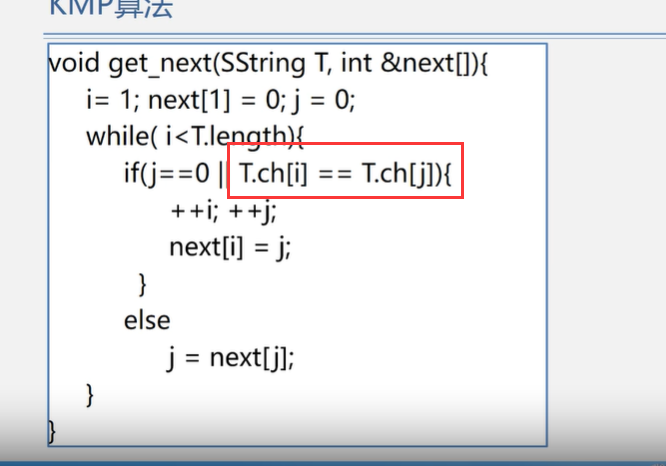 KMP算法
void get_next(SString T, int &next[]){
i= 1; next[1] = 0; j = 0;
while( i<T.length){
if(j==0 || T.ch[i] == T.ch[j]){
++i; ++j;
next[i] = j;
}
else
j = next[j];
}
}